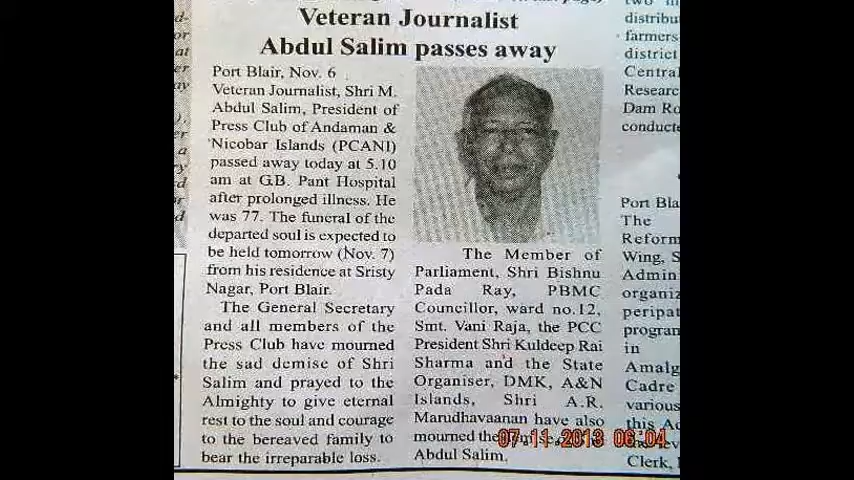 Veteran Journalist
Abdul Salim passes away
Port Blair, Nov. 6
Veteran Journalist, Shri M.
Abdul Salim, President of
Press Club of Andaman &
Nicobar Islands (PCANI)
passed away today at 5.10
am at G.B. Pant Hospital
after prolonged illness. He
was 77. The funeral of the
departed soul is expected to
be held tomorrow (Nov. 7)
from his residence at Sristy
Nagar, Port Blair.
The General Secretary
and all members of the
Press Club have mourned
the sad demise of Shri
Salim and prayed to the
Almighty to give eternal
rest to the soul and courage
to the bereaved family to
bear the irreparable loss.
The Member of
Parliament, Shri Bishnu
Pada Ray, PBMC
Councillor, ward no.12,
Smt. Vani Raja, the PCC
President Shri Kuldeep Rai
Sharma and the State
Organiser, DMK, A&N
Islands, Shri A.R.
Marudhavaanan have also
mourned the
Abdul Salim.
07-11-2013 06:04
distribu
farmers
district
Central
Researc
Dam Ro
conducte
Port Bla
The
Reform
Wing, S
Admin
organiz
peripat
progran
in
Amalg
Cadre
various
this Ac
Clerk,